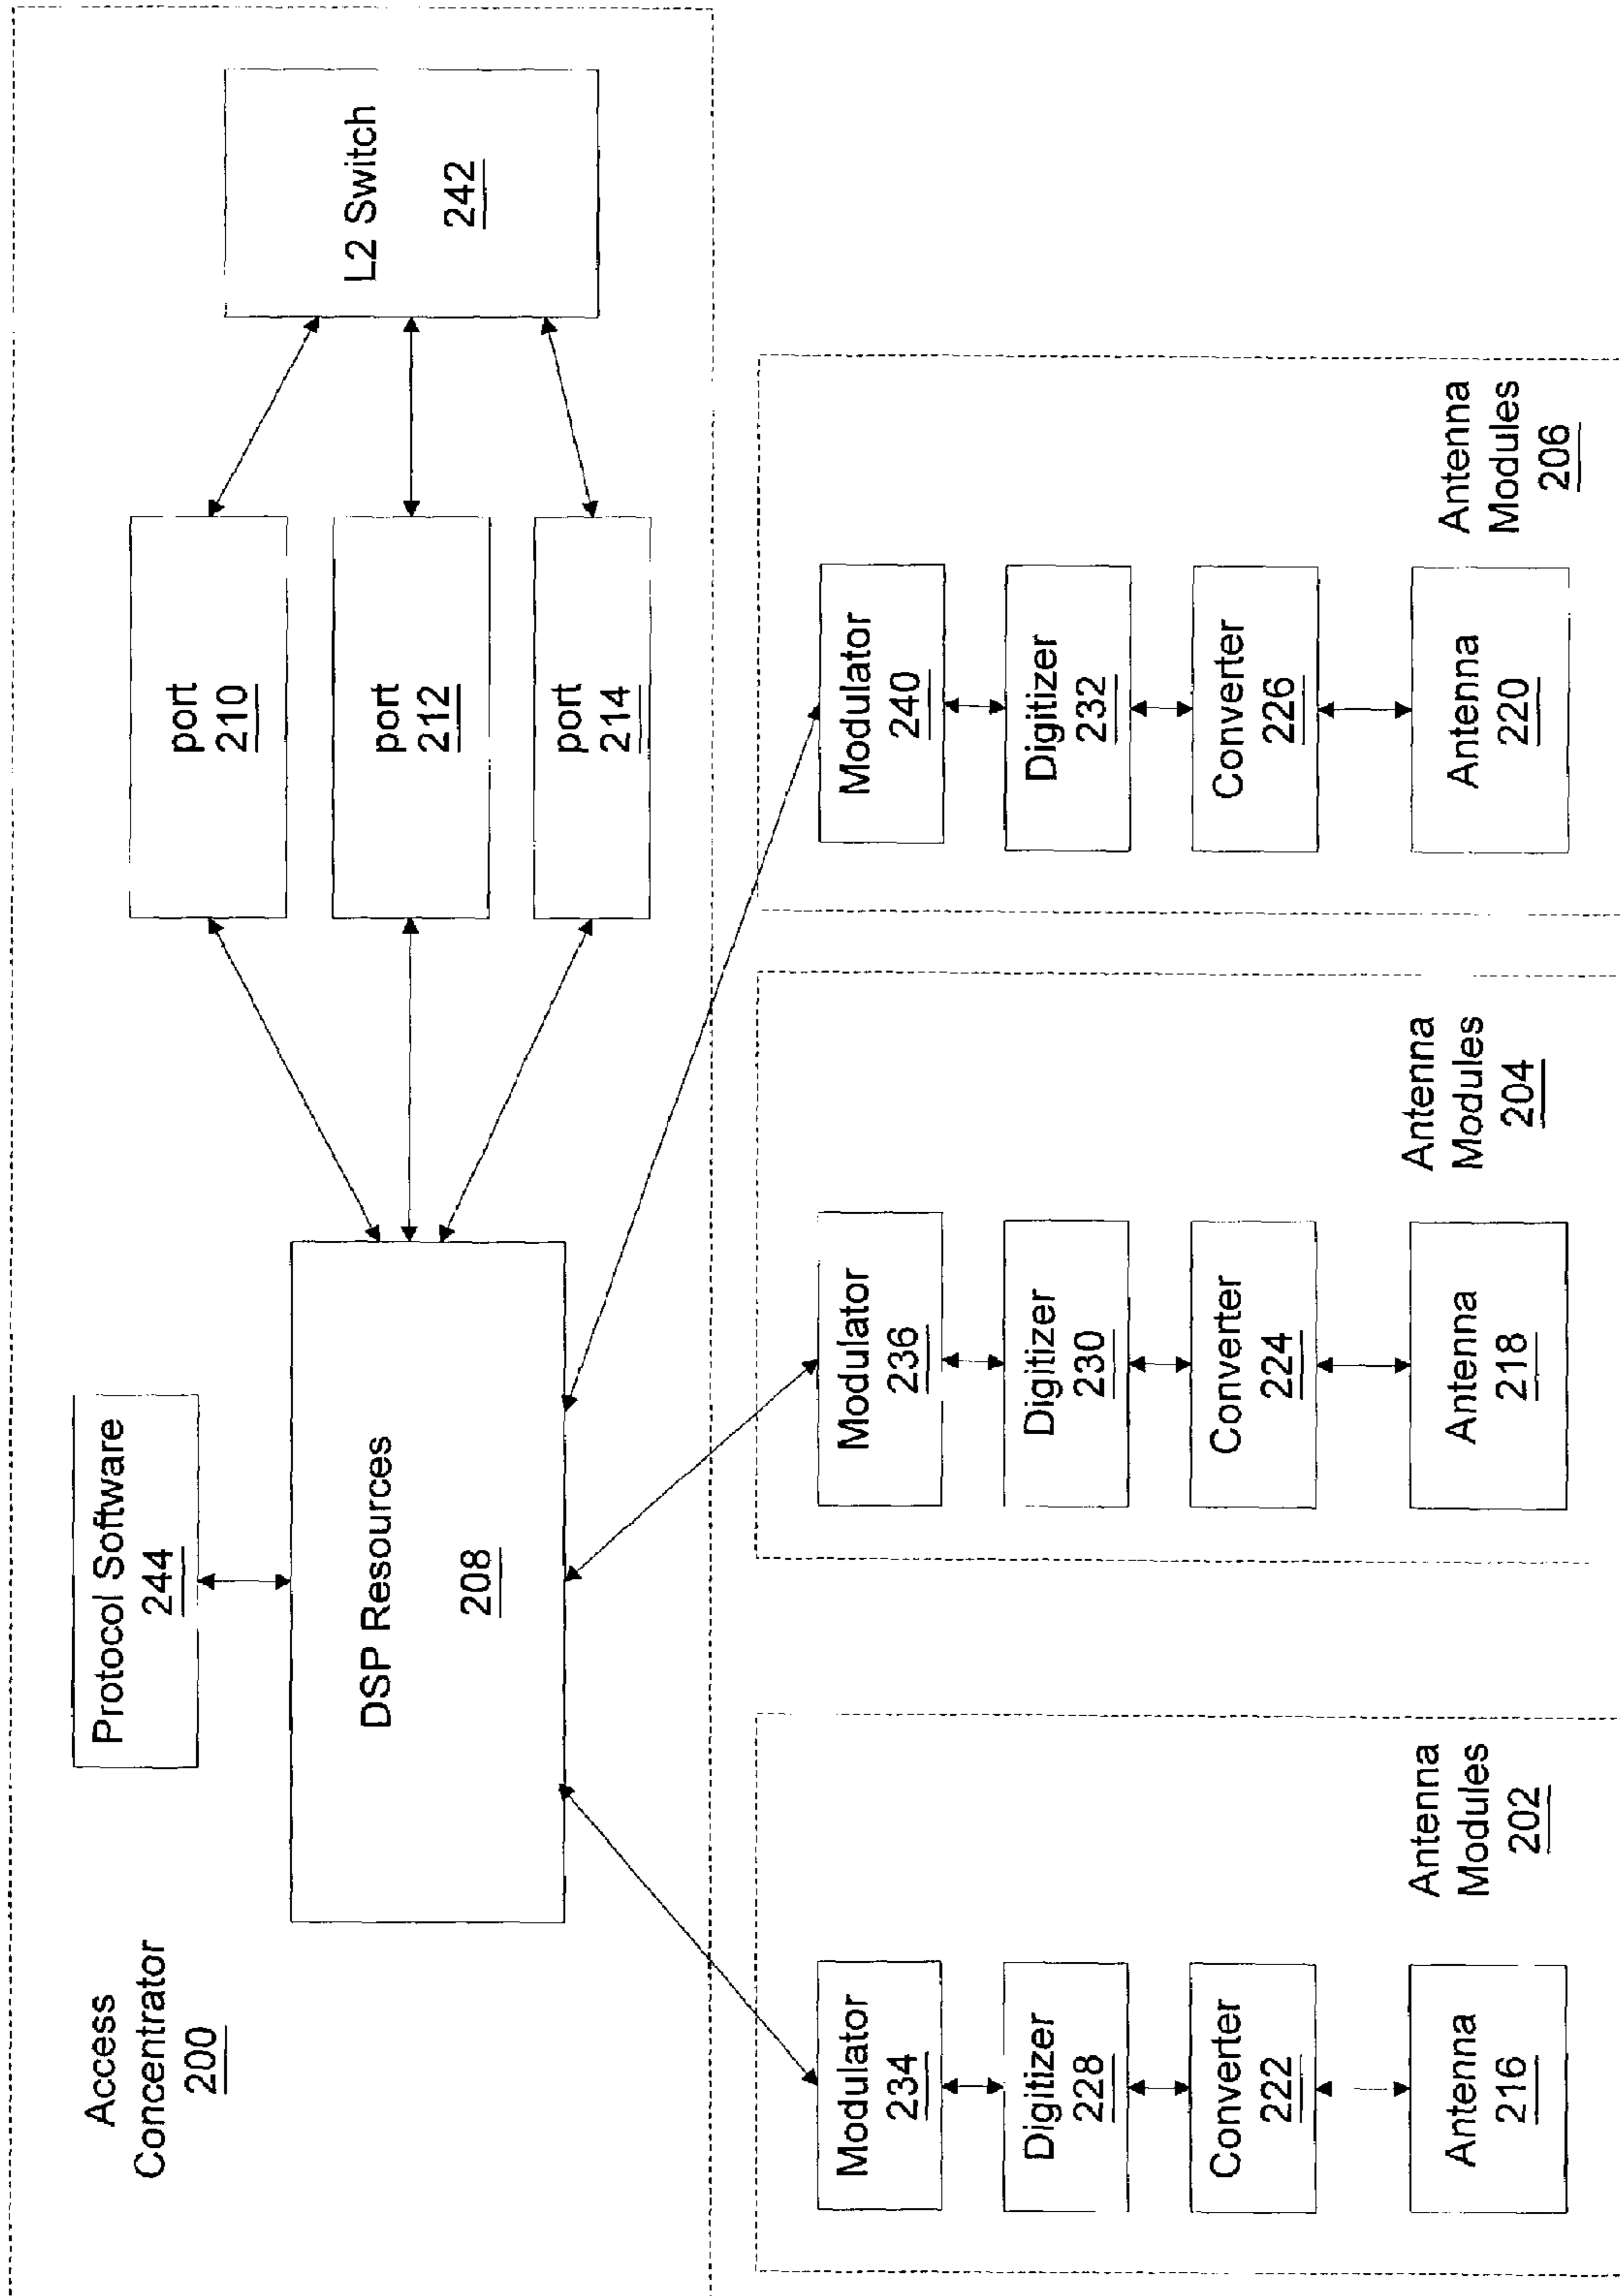 Access
Concentrator
200
Protocol Software
244
DSP Resources
208
port
210
port
212
port
214
L2 Switch
242
Modulator
234
Digitizer
228
Converter
222
Antenna
216
Antenna
Modules
202
Modulator
236
Digitizer
230
Converter
224
Antenna
218
Antenna
Modules
204
Modulator
240
Digitizer
232
Converter
226
Antenna
220
Antenna
Modules
206